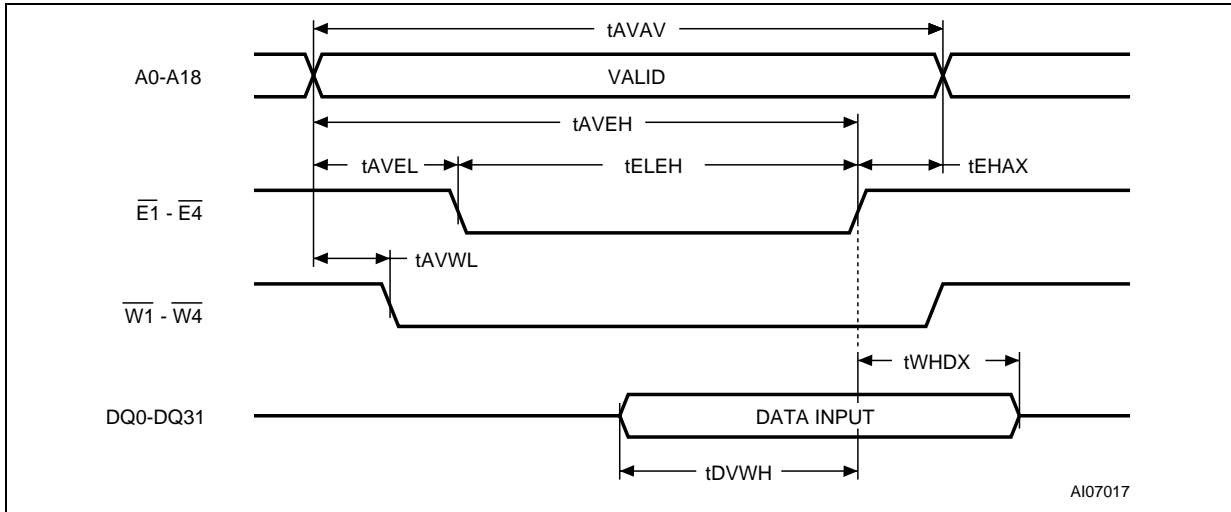 tAVAV
A0-A18
VALID
tAVEH
tAVEL
tELEH
tEHAX
E1 - E4
tAVWL
W1 - W4
tWHDX
DQ0-DQ31
DATA INPUT
tDVWH
AI07017